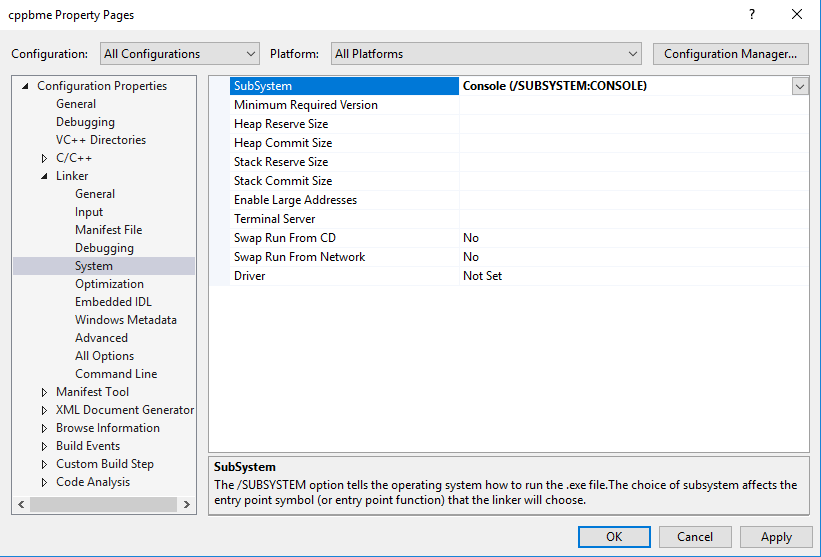 cppbme Property Pages
?
Configuration:
All Configurations
Platform:
All Platforms
Configuration Manager...
Configuration Properties
General
Debugging
VC++ Directories
C/C++
Linker
General
Input
Manifest File
Debugging
System
Optimization
Embedded IDL
Windows Metadata
Advanced
All Options
Command Line
Manifest Tool
XML Document Generator
Browse Information
Build Events
Custom Build Step
Code Analysis
SubSystem Console (/SUBSYSTEM:CONSOLE)
Minimum Required Version
Heap Reserve Size
Heap Commit Size
Stack Reserve Size
Stack Commit Size
Enable Large Addresses
Terminal Server
Swap Run From CD No
Swap Run From Network No
Driver Not Set
SubSystem
The /SUBSYSTEM option tells the operating system how to run the .exe file.The choice of subsystem affects the
entry point symbol (or entry point function) that the linker will choose.
OK
Cancel
Apply